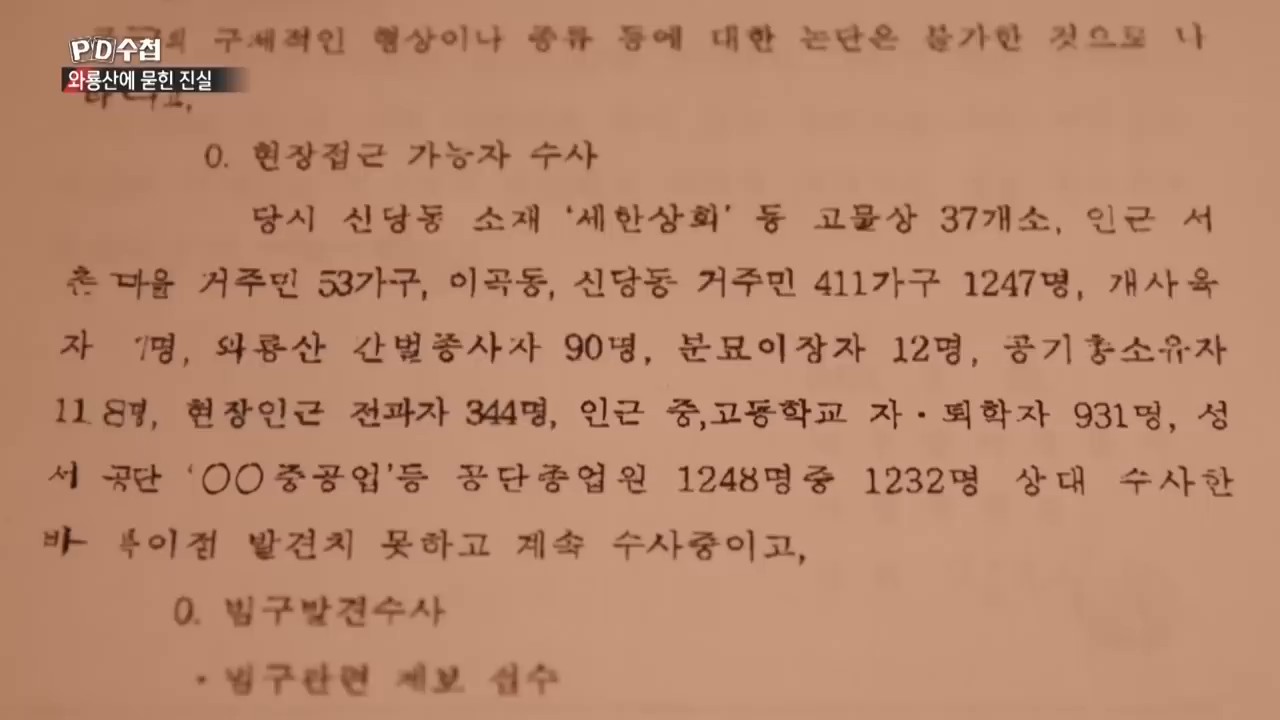 PD수첩
와룡산에 묻힌 진실
구체적인 형상이나 종류 등에 대한 논단은 불가한 것으로 나
0. 현장접근 가능자 수사
당시 신당동 소재 '세한상회' 등 고물상 37개소, 인근 서
촌 마을 거주민 53가구, 이곡동, 신당동 거주민 411가구 1247명, 개사육
자 7명, 와룡산 간벌종사자 90명, 분묘이장자 12명, 공기총소유자
118명, 현장인근 전과자 344명, 인근 중,고등학교 자·퇴학자 931명, 성
서 공단 '○○중공업'등 공단종업원 1248명중 1232명 상대 수사한
바 특이점 발견치 못하고 계속 수사중이고,
0. 범구발견수사
· 범구관련 제보 접수